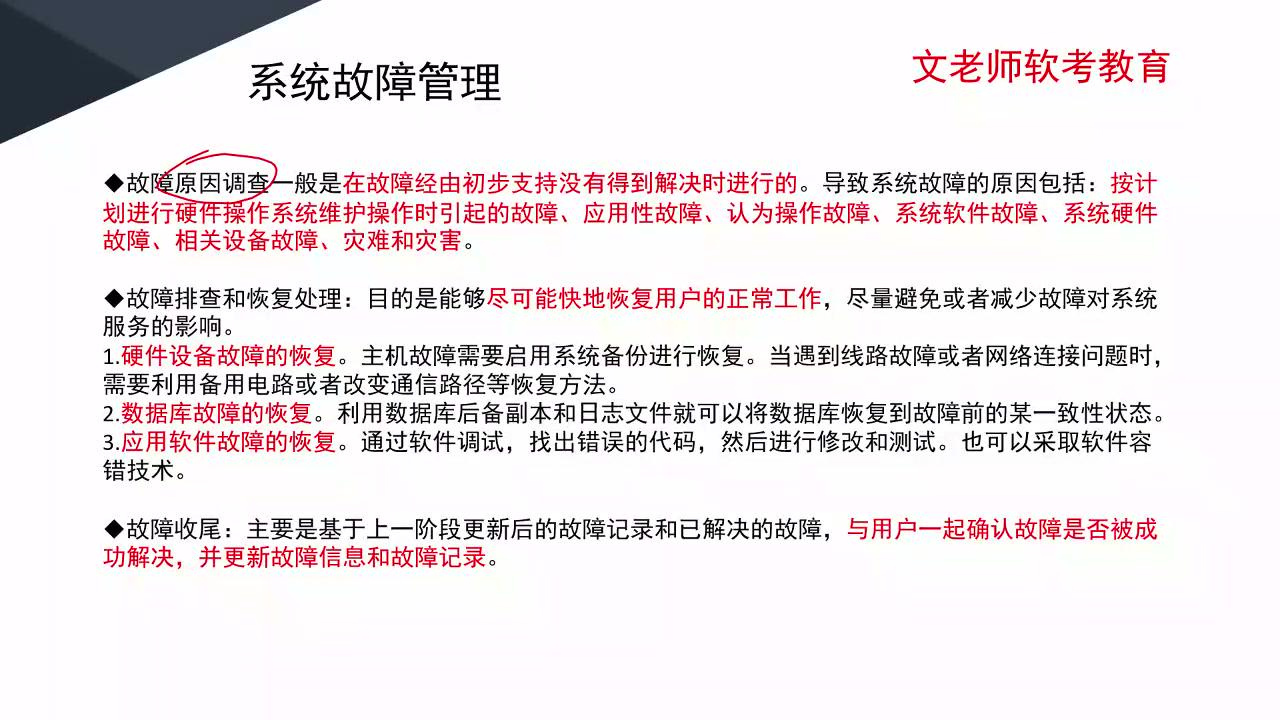 系统故障管理
文老师软考教育
◆故障原因调查一般是在故障经由初步支持没有得到解决时进行的。导致系统故障的原因包括：按计
划进行硬件操作系统维护操作时引起的故障、应用性故障、认为操作故障、系统软件故障、系统硬件
故障、相关设备故障、灾难和灾害。
◆故障排查和恢复处理：目的是能够尽可能快地恢复用户的正常工作，尽量避免或者减少故障对系统
服务的影响。
1.硬件设备故障的恢复。主机故障需要启用系统备份进行恢复。当遇到线路故障或者网络连接问题时，
需要利用备用电路或者改变通信路径等恢复方法。
2.数据库故障的恢复。利用数据库后备副本和日志文件就可以将数据库恢复到故障前的某一致性状态。
3.应用软件故障的恢复。通过软件调试，找出错误的代码，然后进行修改和测试。也可以采取软件容
错技术。
◆故障收尾：主要是基于上一阶段更新后的故障记录和已解决的故障，与用户一起确认故障是否被成
功解决，并更新故障信息和故障记录。